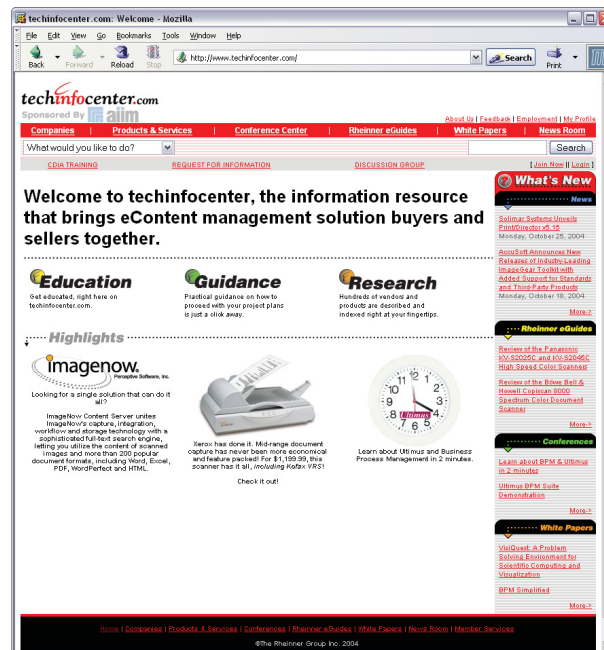 techinfocenter.com: Welcome - Mozilla
File Edit View Go Bookmarks Tools Window Help
Back Forward Reload Stop http://www.techinfocenter.com/ Search Print
techinfocenter.com
Sponsored By aiim
About Us | Feedback | Employment | My Profile
Companies | Products & Services | Conference Center | Rheinner eGuides | White Papers | News Room
What would you like to do? Search
CDIA TRAINING REQUEST FOR INFORMATION DISCUSSION GROUP [ Join Now || Login ]
Welcome to techinfocenter, the information resource
that brings eContent management solution buyers and
sellers together.
Education
Get educated, right here on
techinfocenter.com.
Guidance
Practical guidance on how to
proceed with your project plans
is just a click away.
Research
Hundreds of vendors and
products are described and
indexed right at your fingertips.
Highlights
imagenow.
Perceptive Software, Inc.
Looking for a single solution that can do it
all?
ImageNow Content Server unites
ImageNow's capture, integration,
workflow and storage technology with a
sophisticated full-text search engine,
letting you utilize the content of scanned
images and more than 200 popular
document formats, including Word, Excel,
PDF, WordPerfect and HTML.
Xerox has done it. Mid-range document
capture has never been more economical
and feature packed! For $1,199.99, this
scanner has it all, including Kofax VRS!
Check it out!
12
11 1
10 2
9 3
8 4
7 5
6
Ultimus
Learn about Ultimus and Business
Process Management in 2 minutes.
? What's New
News
Solimar Systems Unveils
Print/Director v5.15
Monday, October 25, 2004
AccuSoft Announces New
Releases of Industry-Leading
ImageGear Toolkit with
Added Support for Standards
and Third-Party Products
Monday, October 18, 2004
More->
Rheinner eGuides
Review of the Panasonic
KV-S2025C and KV-S2046C
High Speed Color Scanners
Review of the Böwe Bell &
Howell Copiscan 8000
Spectrum Color Document
Scanner
More->
Conferences
Learn about BPM & Ultimus
in 2 minutes
Ultimus BPM Suite
Demonstration
More->
White Papers
VisiQuest: A Problem
Solving Environment for
Scientific Computing and
Visualization
BPM Simplified
More->
Home | Companies | Products & Services | Conferences | Rheinner eGuides | White Papers | News Room | Member Services
©The Rheinner Group Inc. 2004